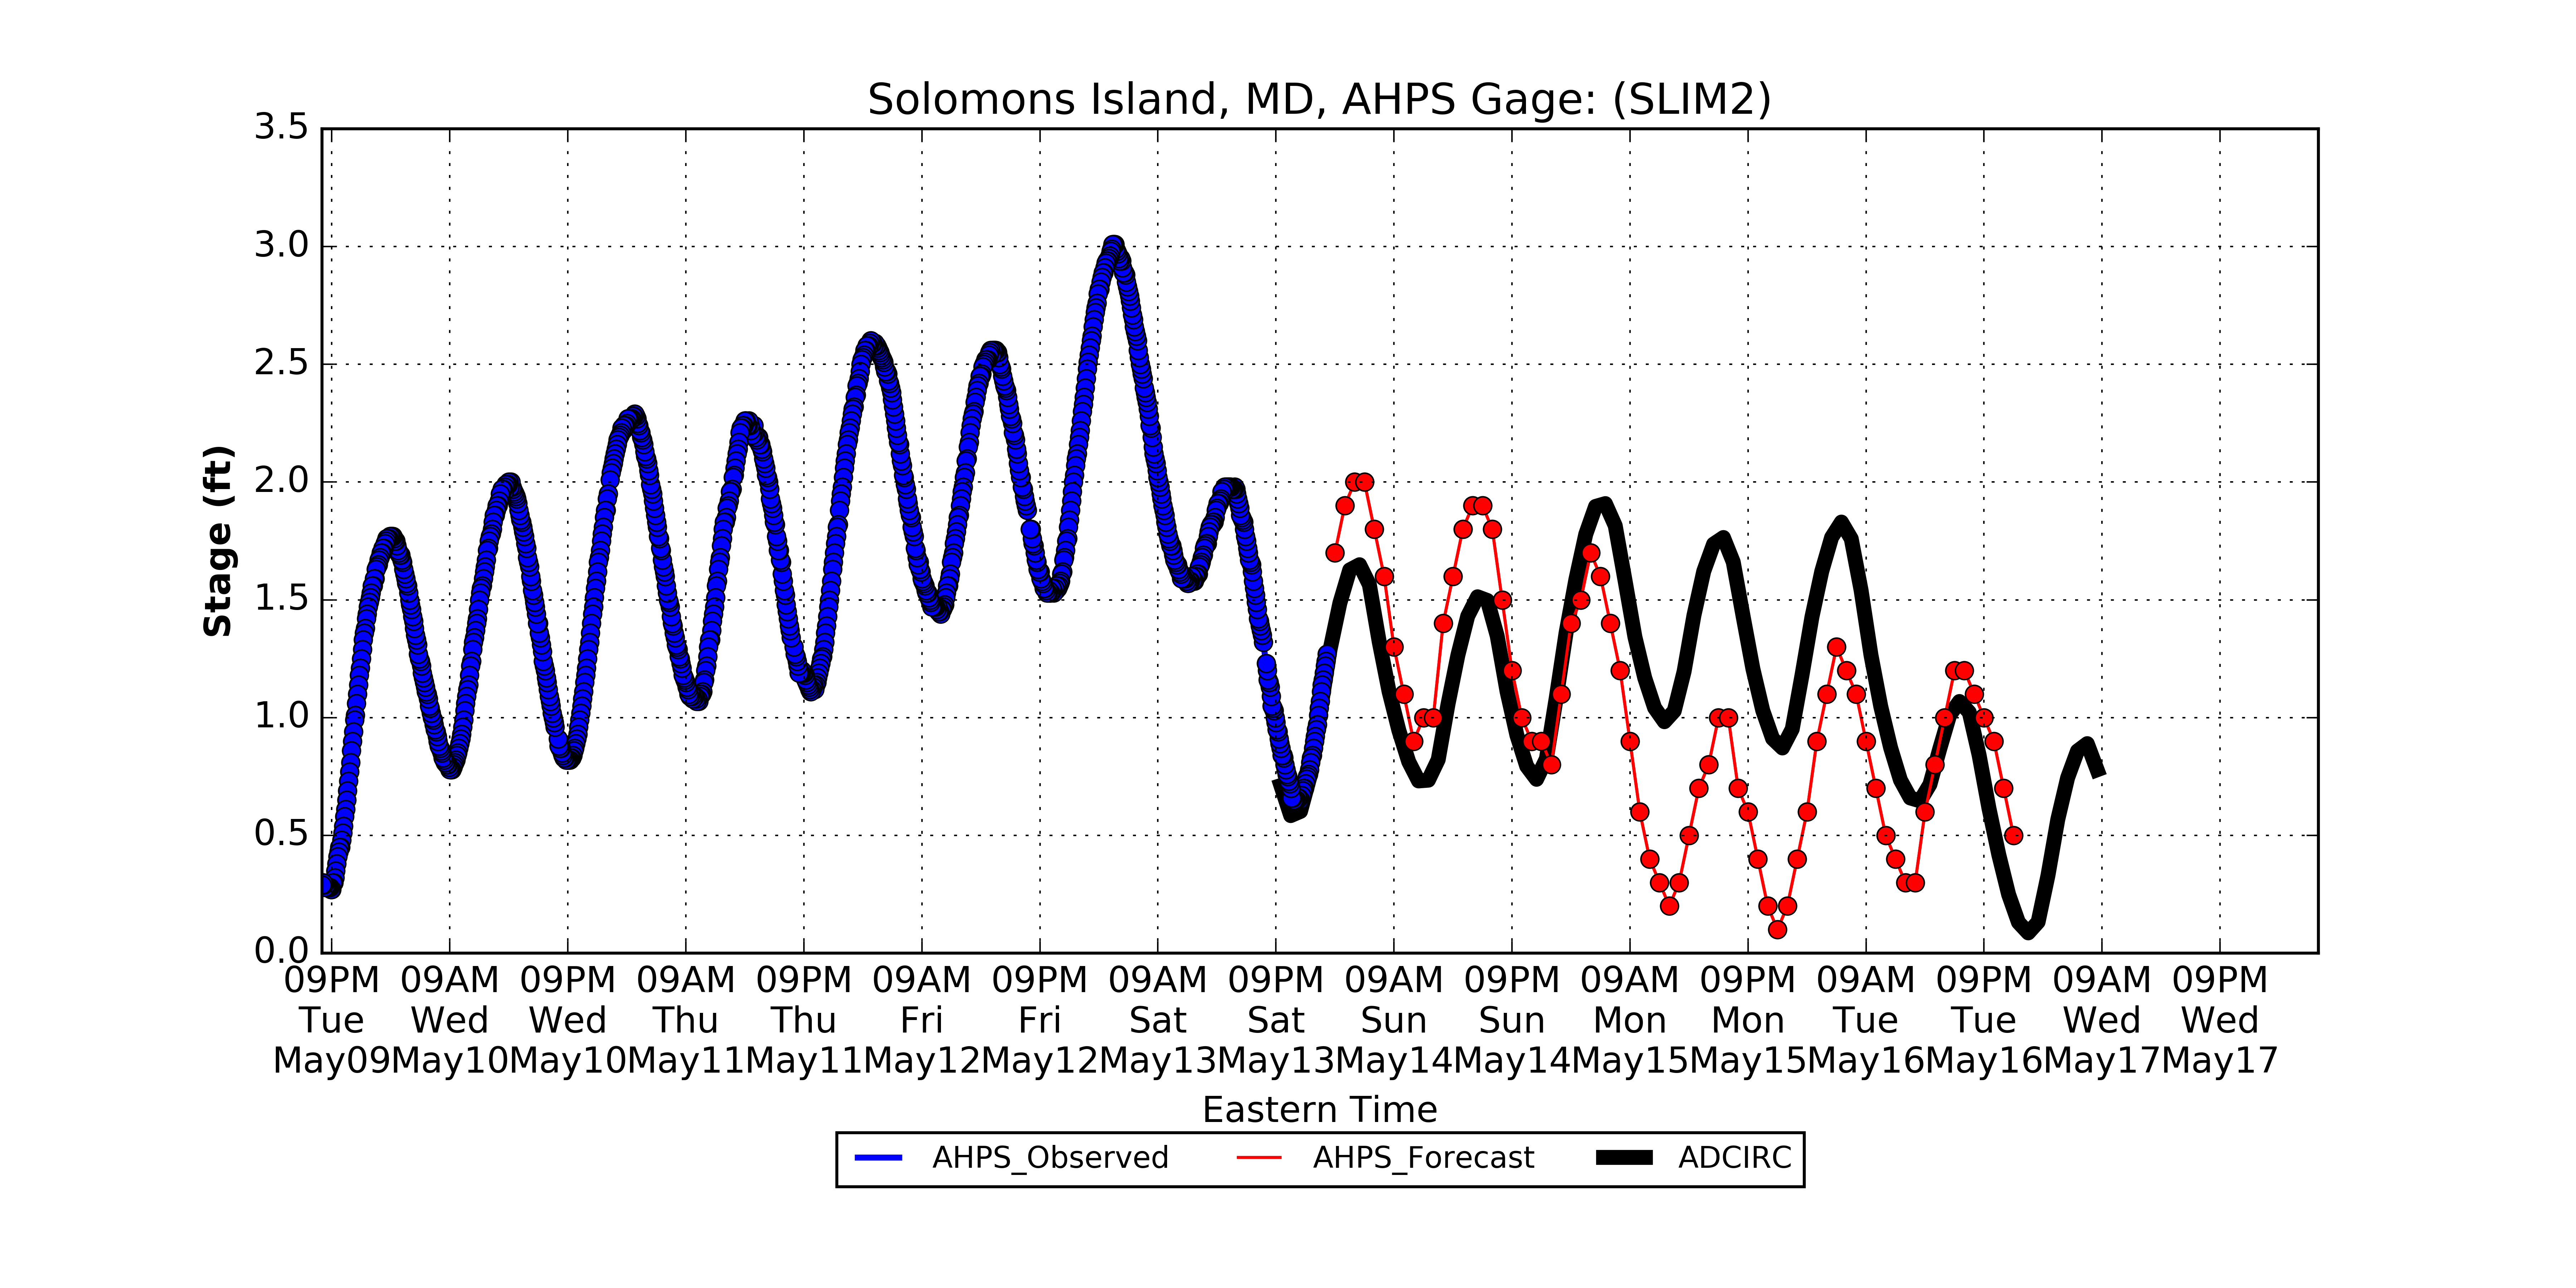 Solomons Island, MD, AHPS Gage: (SLIM2)
3.5
3.0
2.5
2.0
1.5
1.0
0.5
0.0
Stage (ft)
09PM 09AM 09PM 09AM 09PM 09AM 09PM 09AM 09PM 09AM 09PM 09AM 09PM 09AM 09PM 09AM 09PM
Tue Wed Wed Thu Thu Fri Fri Sat Sat Sun Sun Mon Mon Tue Tue Wed Wed
May09 May10 May10 May11 May11 May12 May12 May13 May13 May14 May14 May15 May15 May16 May16 May17 May17
Eastern Time
AHPS_Observed AHPS_Forecast ADCIRC